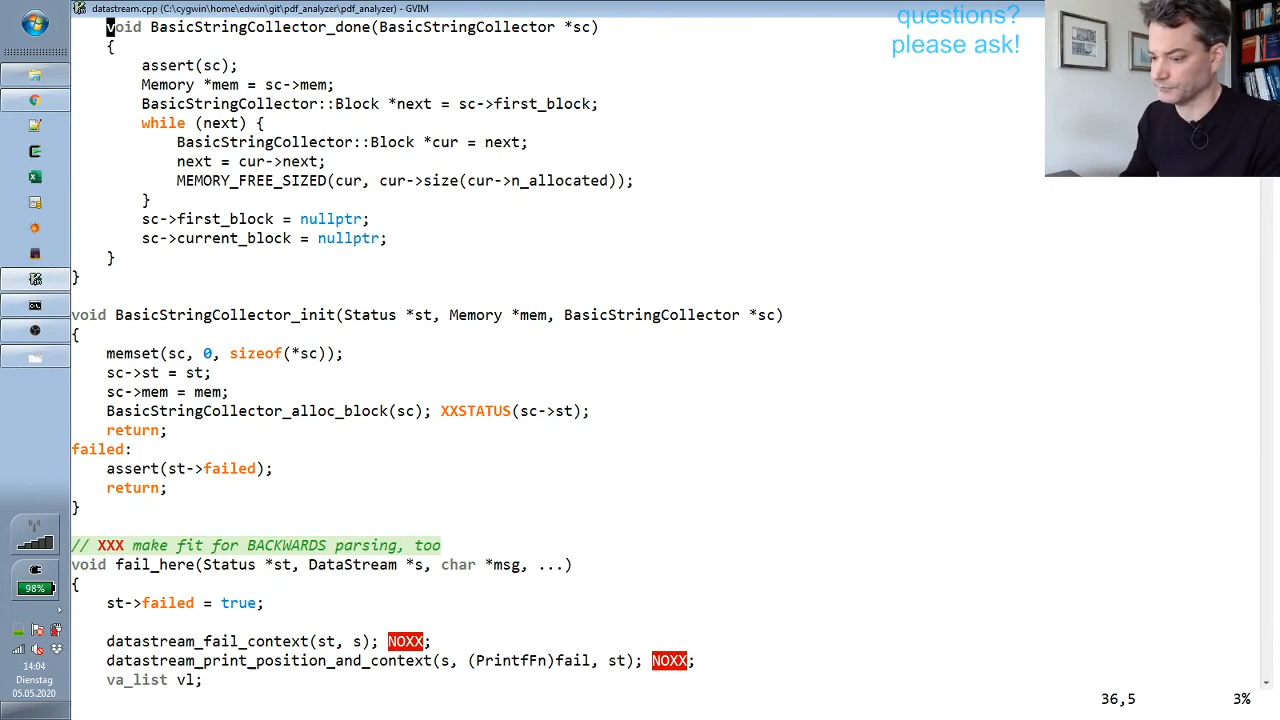 datastream.cpp (C:\cygwin\home\edwin\git\pdf_analyzer\pdf_analyzer) - GVIM
void BasicStringCollector_done(BasicStringCollector *sc)
{
assert(sc);
Memory *mem = sc->mem;
BasicStringCollector::Block *next = sc->first_block;
while (next) {
BasicStringCollector::Block *cur = next;
next = cur->next;
MEMORY_FREE_SIZED(cur, cur->size(cur->n_allocated));
}
sc->first_block = nullptr;
sc->current_block = nullptr;
}
}
void BasicStringCollector_init(Status *st, Memory *mem, BasicStringCollector *sc)
{
memset(sc, 0, sizeof(*sc));
sc->st = st;
sc->mem = mem;
BasicStringCollector_alloc_block(sc); XXSTATUS(sc->st);
return;
failed:
assert(st->failed);
return;
}
// XXX make fit for BACKWARDS parsing, too
void fail_here(Status *st, DataStream *s, char *msg, ...)
{
st->failed = true;
datastream_fail_context(st, s); NOXX;
datastream_print_position_and_context(s, (PrintfFn)fail, st); NOXX;
va_list vl;
36,5 3%
questions?
please ask!
98%
14:04
Dienstag
05.05.2020